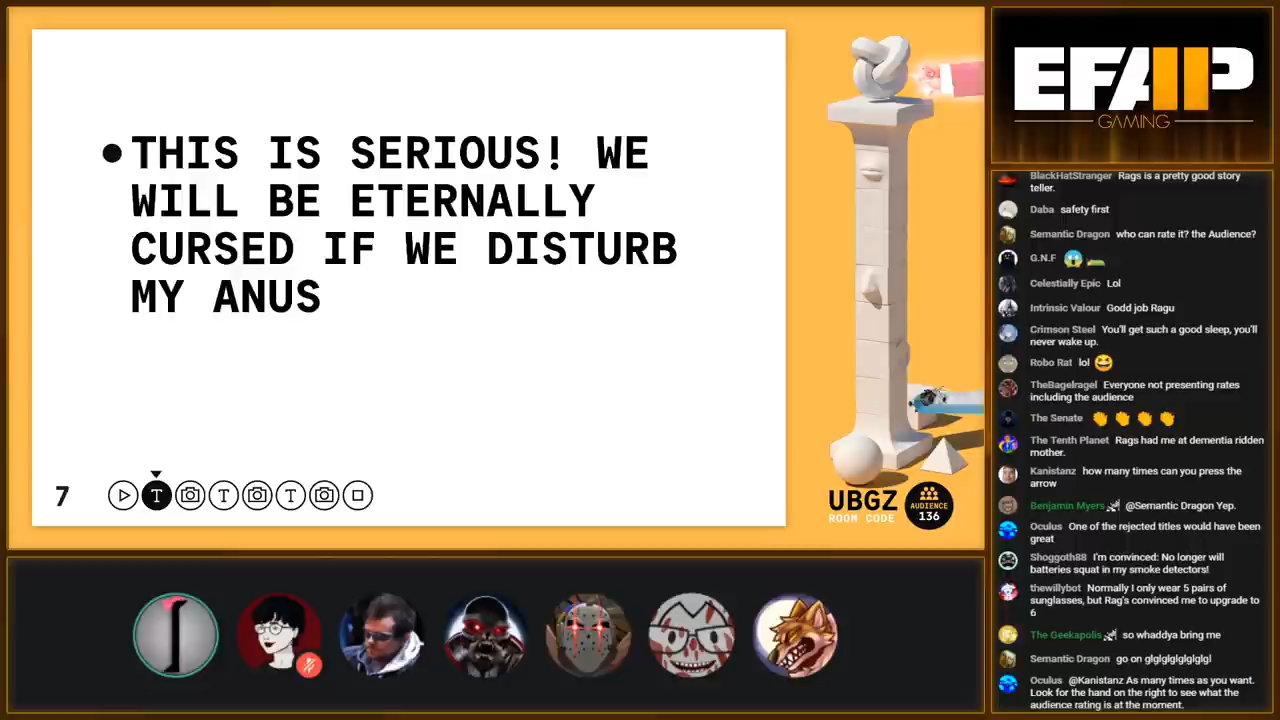 THIS IS SERIOUS! WE
WILL BE ETERNALLY
CURSED IF WE DISTURB
MY ANUS
7
T
T
T
UBGZ
ROOM CODE
AUDIENCE
136
EFAP
GAMING
BlackHatStranger Rags is a pretty good story
teller.
Daba safety first
Semantic Dragon who can rate it? the Audience?
G.N.F
Celestially Epic Lol
Intrinsic Valour Godd job Ragu
Crimson Steel You'll get such a good sleep, you'll
never wake up.
Robo Rat lol
TheBagelragel Everyone not presenting rates
including the audience
The Senate
The Tenth Planet Rags had me at dementia ridden
mother.
Kanistanz how many times can you press the
arrow
Benjamin Myers @Semantic Dragon Yep.
Oculus One of the rejected titles would have been
great
Shoggoth88 I'm convinced: No longer will
batteries squat in my smoke detectors!
thewillybot Normally I only wear 5 pairs of
sunglasses, but Rag's convinced me to upgrade to
6
The Geekapolis so whaddya bring me
Semantic Dragon go on glglglglglglglgl
Oculus @Kanistanz As many times as you want.
Look for the hand on the right to see what the
audience rating is at the moment.